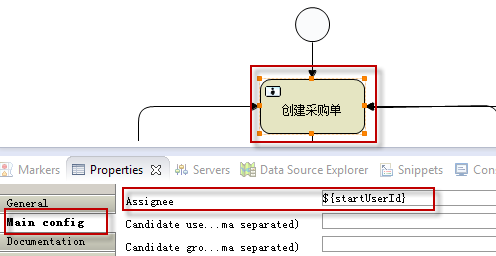 创建采购单
Markers Properties Servers Data Source Explorer Snippets Con
General
Main config
Documentation
Assignee ${startUserId}
Candidate use...ma separated)
Candidate gro...ma separated)